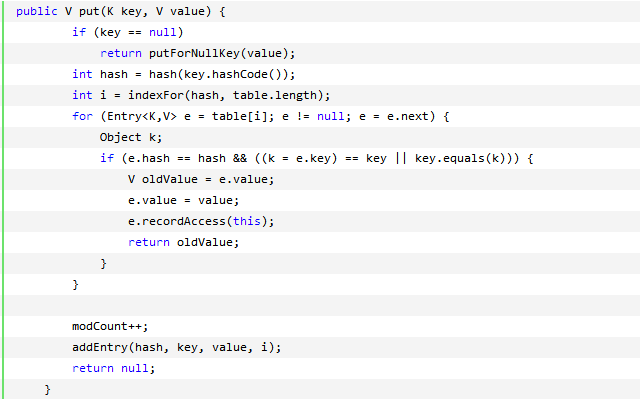 public V put(K key, V value) {
        if (key == null)
            return putForNullKey(value);
        int hash = hash(key.hashCode());
        int i = indexFor(hash, table.length);
        for (Entry<K,V> e = table[i]; e != null; e = e.next) {
            Object k;
            if (e.hash == hash && ((k = e.key) == key || key.equals(k))) {
                V oldValue = e.value;
                e.value = value;
                e.recordAccess(this);
                return oldValue;
            }
        }

        modCount++;
        addEntry(hash, key, value, i);
        return null;
    }